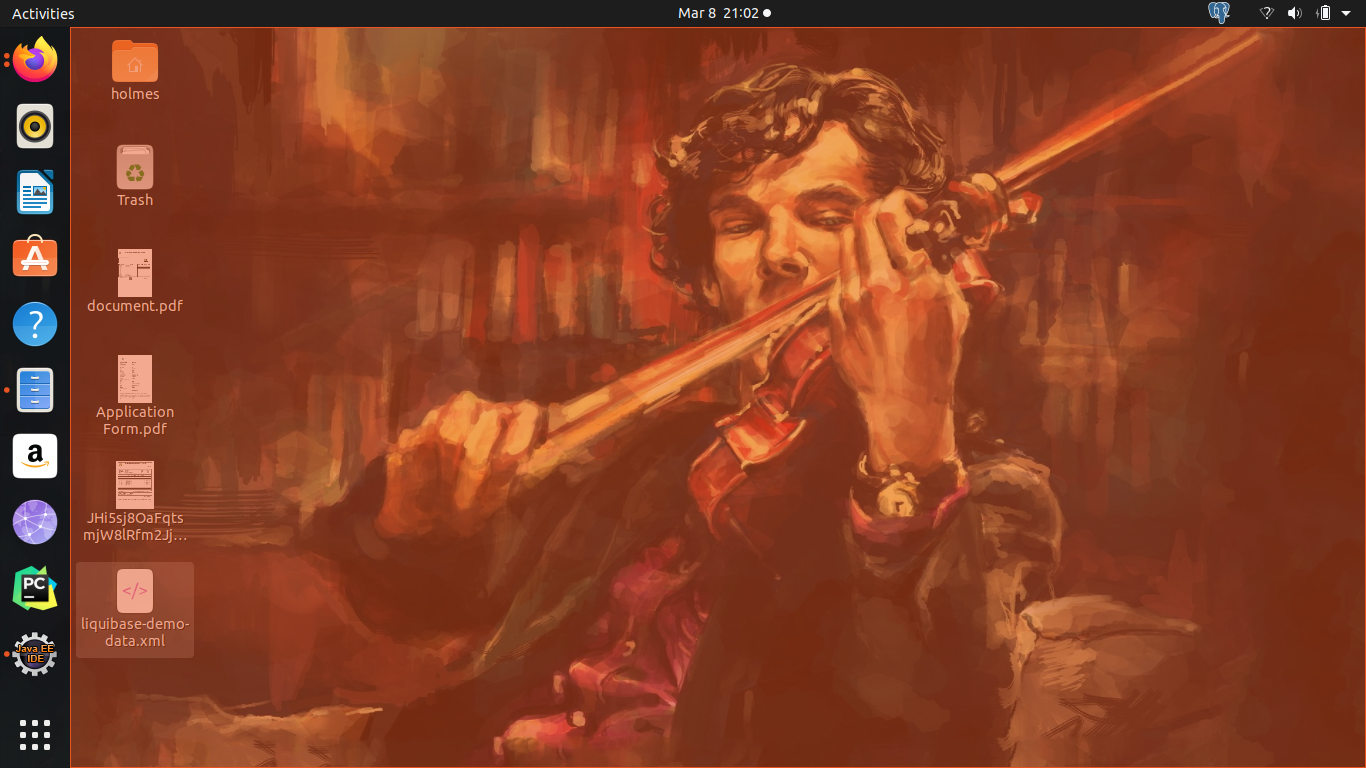 Activities
Mar 8 21:02
holmes
Trash
document.pdf
Application
Form.pdf
JHi5sj8OaFqts
mjW8lRfm2Jj...
liquibase-demo-
data.xml
?
a
PC
Java EE
IDE